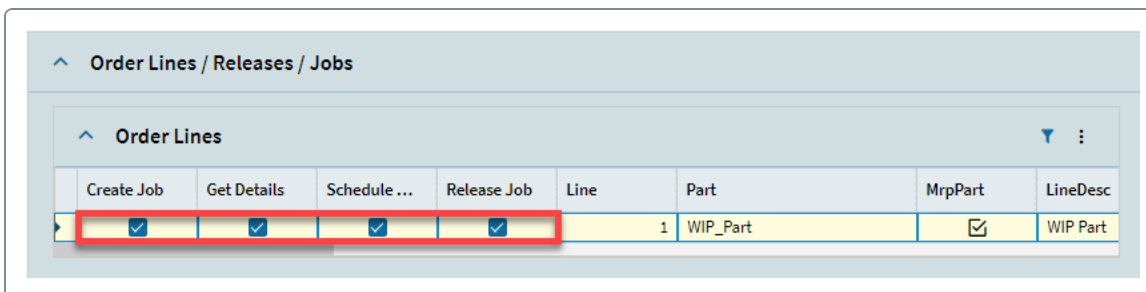 Order Lines / Releases / Jobs
Order Lines
Create Job Get Details Schedule ... Release Job Line Part MrpPart LineDesc
1 WIP_Part WIP Part